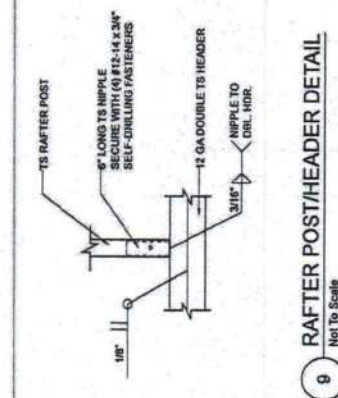 TS RAFTER POST
6" LONG TS NIPPLE
SECURE WITH (4) #12-14 x 3/4"
SELF-DRILLING FASTENERS
12 GA DOUBLE TS HEADER
1/8"
3/16"
NIPPLE TO
DBL. HDR.
9
RAFTER POST/HEADER DETAIL
Not To Scale